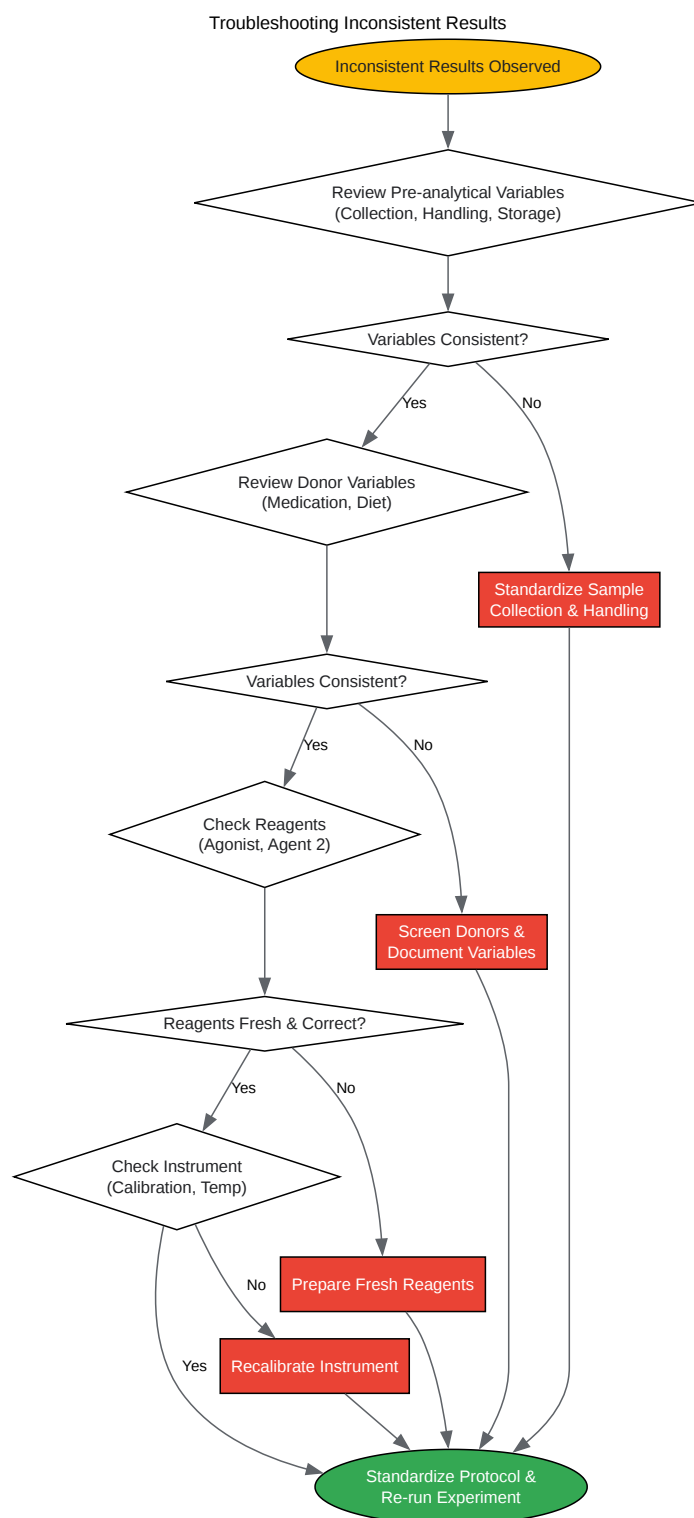 Troubleshooting Inconsistent Results
Inconsistent Results Observed
Review Pre-analytical Variables
(Collection, Handling, Storage)
Variables Consistent?
Yes
No
Review Donor Variables
(Medication, Diet)
Standardize Sample
Collection & Handling
Variables Consistent?
Yes
No
Check Reagents
(Agonist, Agent 2)
Screen Donors &
Document Variables
Reagents Fresh & Correct?
Yes
No
Check Instrument
(Calibration, Temp)
Prepare Fresh Reagents
No
Recalibrate Instrument
Yes
Standardize Protocol &
Re-run Experiment